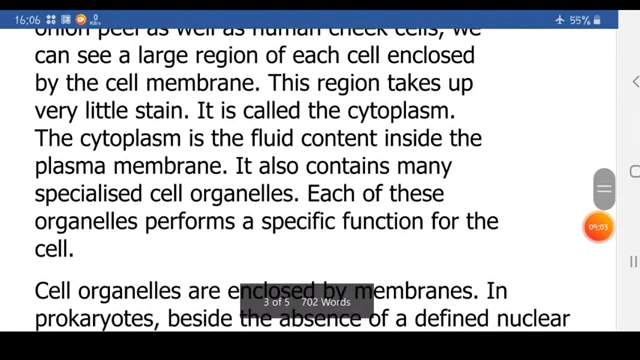 16:06
55%
onion peel as well as human cheek cells, we
can see a large region of each cell enclosed
by the cell membrane. This region takes up
very little stain. It is called the cytoplasm.
The cytoplasm is the fluid content inside the
plasma membrane. It also contains many
specialised cell organelles. Each of these
organelles performs a specific function for the
cell.
09:03
Cell organelles are enclosed by membranes. In
3 of 5 702 Words
prokaryotes, beside the absence of a defined nuclear